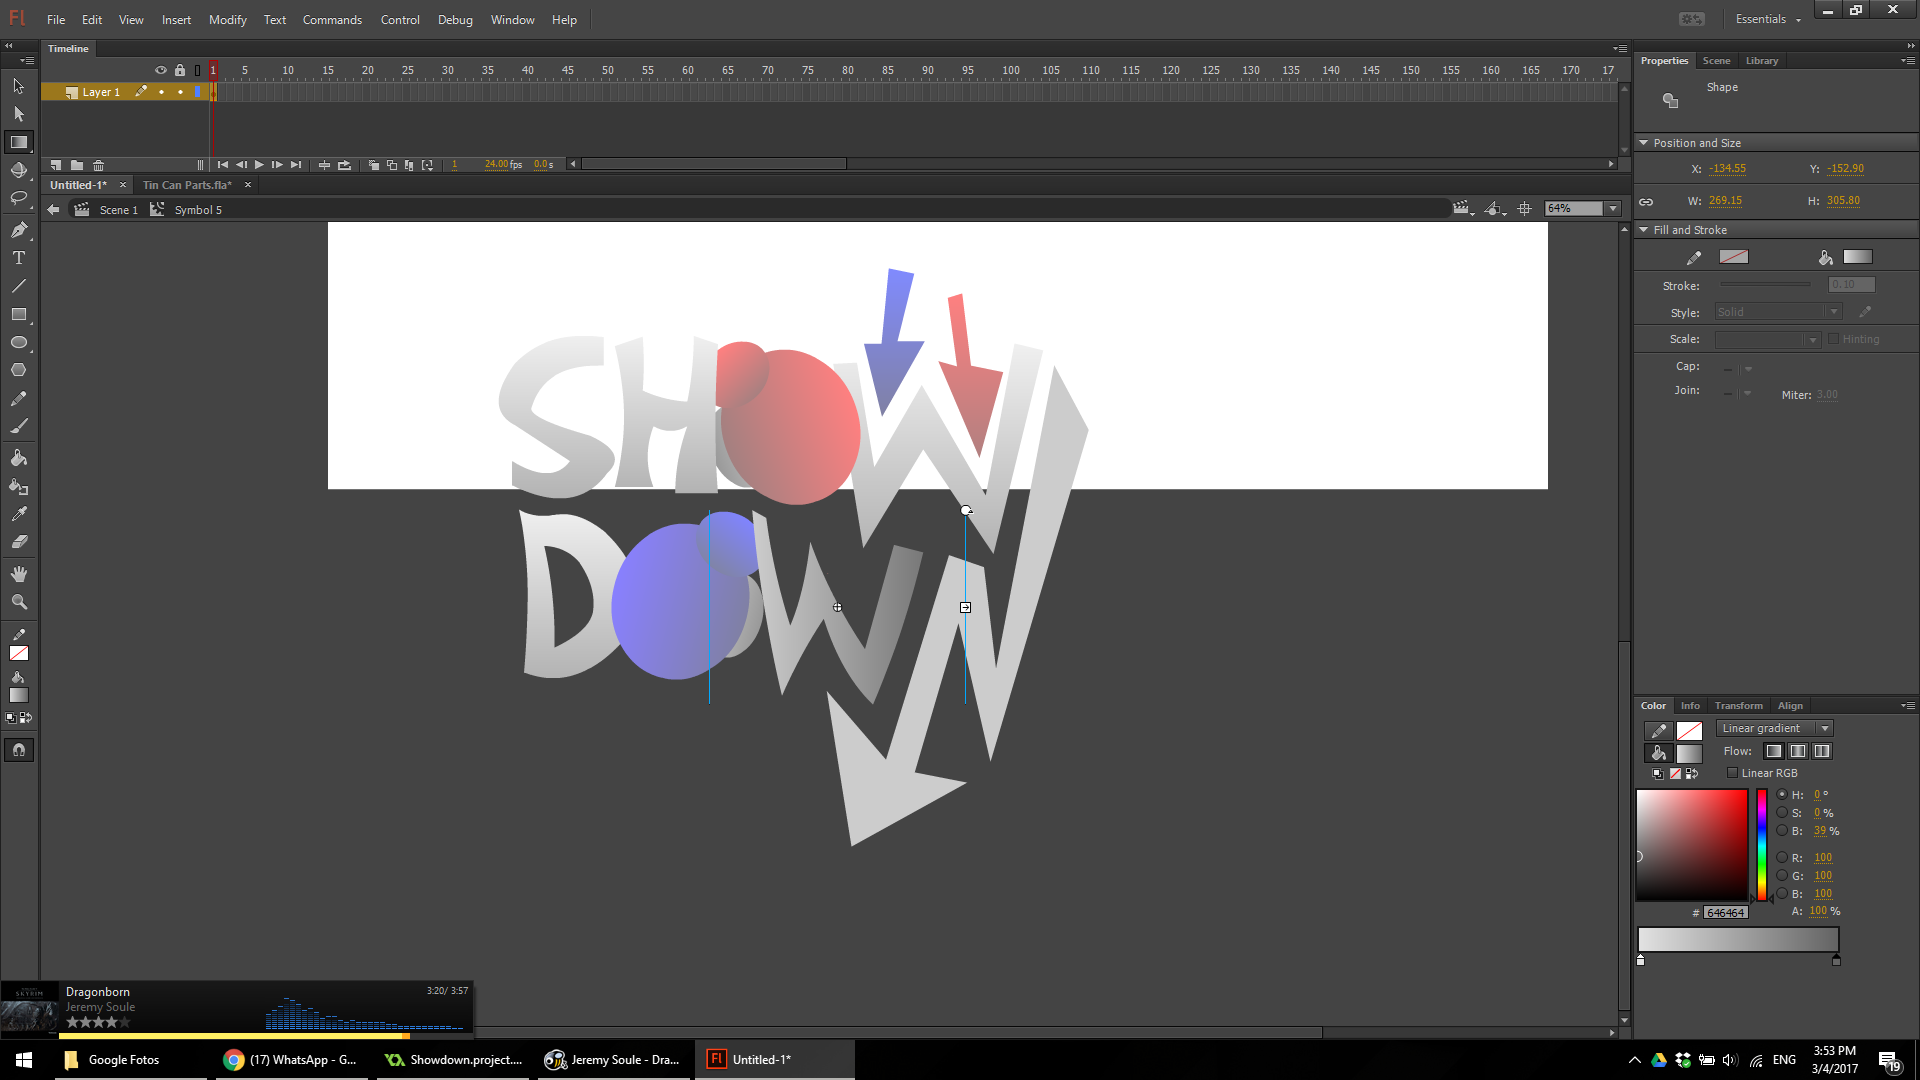 Fl File Edit View Insert Modify Text Commands Control Debug Window Help Essentials
Timeline
1 5 10 15 20 25 30 35 40 45 50 55 60 65 70 75 80 85 90 95 100 105 110 115 120 125 130 135 140 145 150 155 160 165 170 17
Layer 1
1 24.00 fps 0.0 s
Untitled-1* × Tin Can Parts.fla* ×
Scene 1 Symbol 5 64%
SHOW
DOWN
Properties Scene Library
Shape
Position and Size
X: -134.55 Y: -152.90
W: 269.15 H: 305.80
Fill and Stroke
Stroke: 0.10
Style: Solid
Scale: Hinting
Cap: –
Join: – Miter: 3.00
Color Info Transform Align
Linear gradient
Flow:
Linear RGB
H: 0 °
S: 0 %
B: 39 %
R: 100
G: 100
B: 100
# 646464 A: 100 %
SKYRIM
Dragonborn 3:20/ 3:57
Jeremy Soule
Google Fotos (17) WhatsApp - G... Showdown.project.... Jeremy Soule - Dra... Fl Untitled-1* ENG
3:53 PM
3/4/2017
19